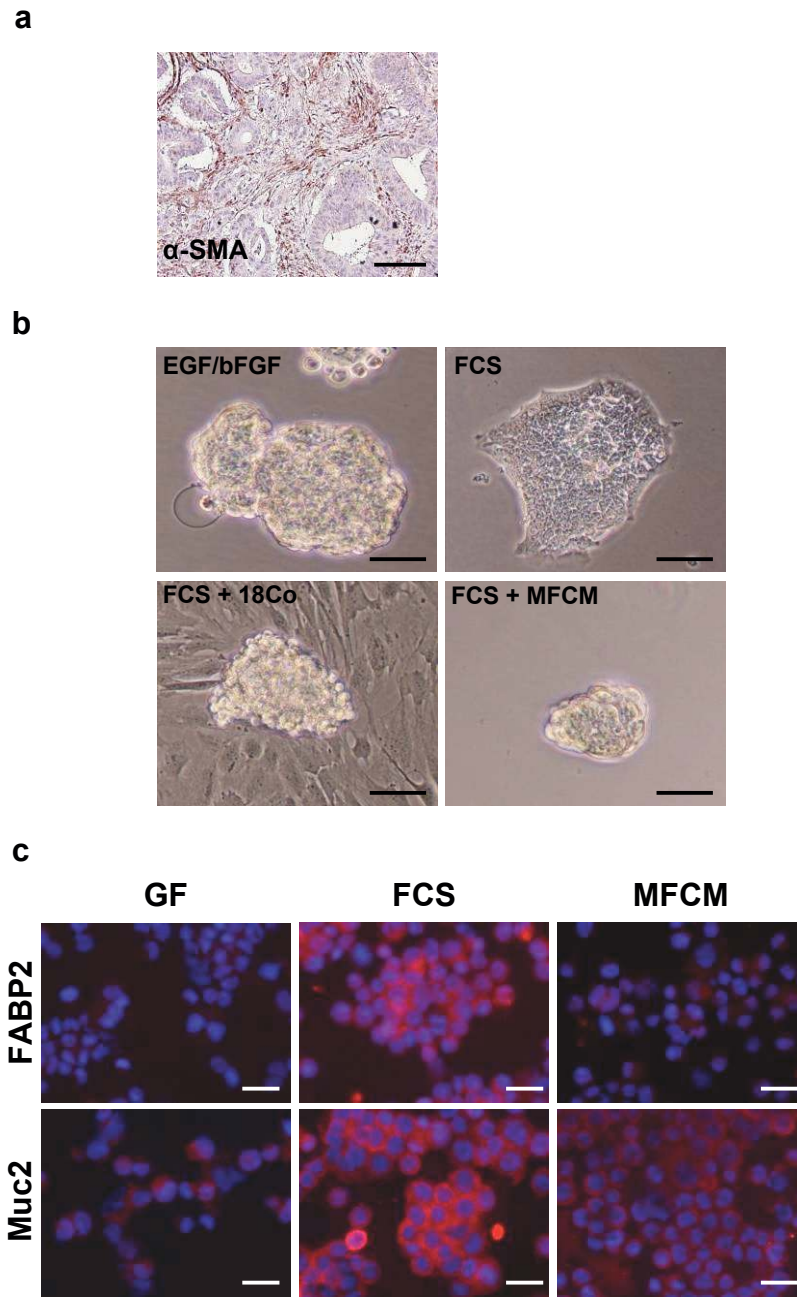 a
α-SMA
b
EGF/bFGF
FCS
FCS + 18Co
FCS + MFCM
c
GF FCS MFCM
FABP2
Muc2